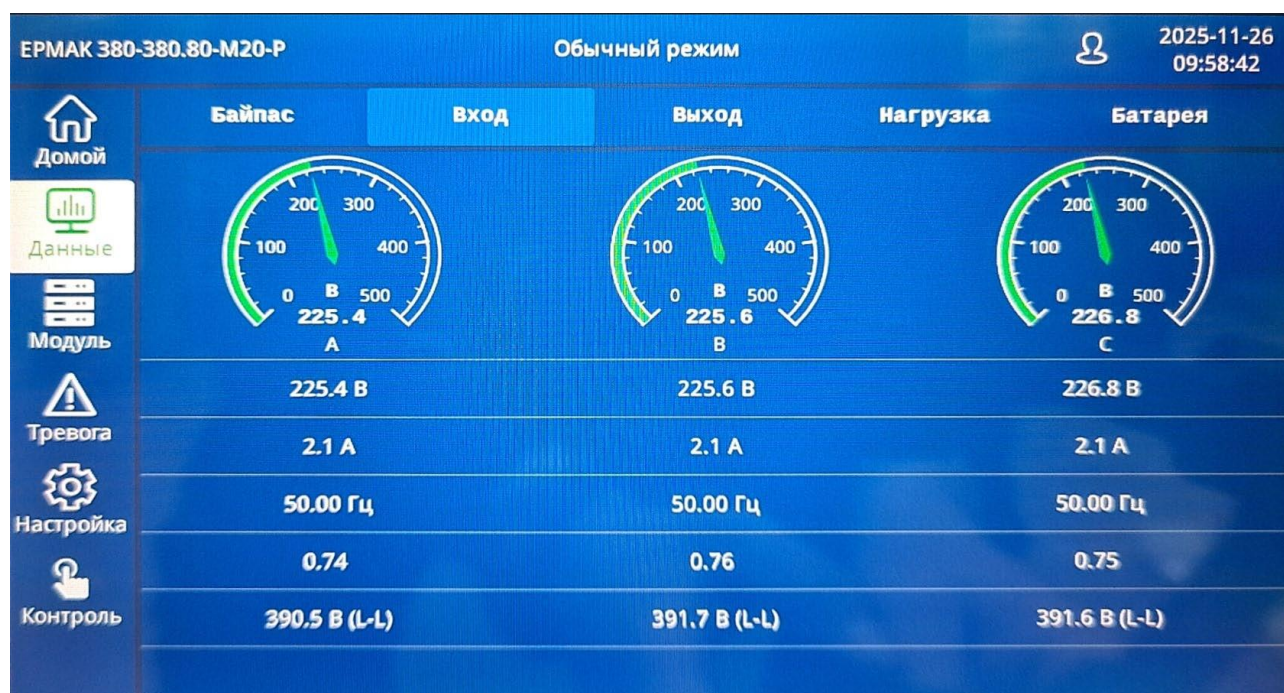 ЕРМАК 380-380.80-М20-Р
Обычный режим
2025-11-26
09:58:42
Байпас Вход Выход Нагрузка Батарея
Домой
Данные
Модуль
Тревога
Настройка
Контроль
0 100 200 300 400 500
В
225.4
A
0 100 200 300 400 500
В
225.6
B
0 100 200 300 400 500
В
226.8
C
225.4 В 225.6 В 226.8 В
2.1 А 2.1 А 2.1 А
50.00 Гц 50.00 Гц 50.00 Гц
0.74 0.76 0.75
390.5 В (L-L) 391.7 В (L-L) 391.6 В (L-L)